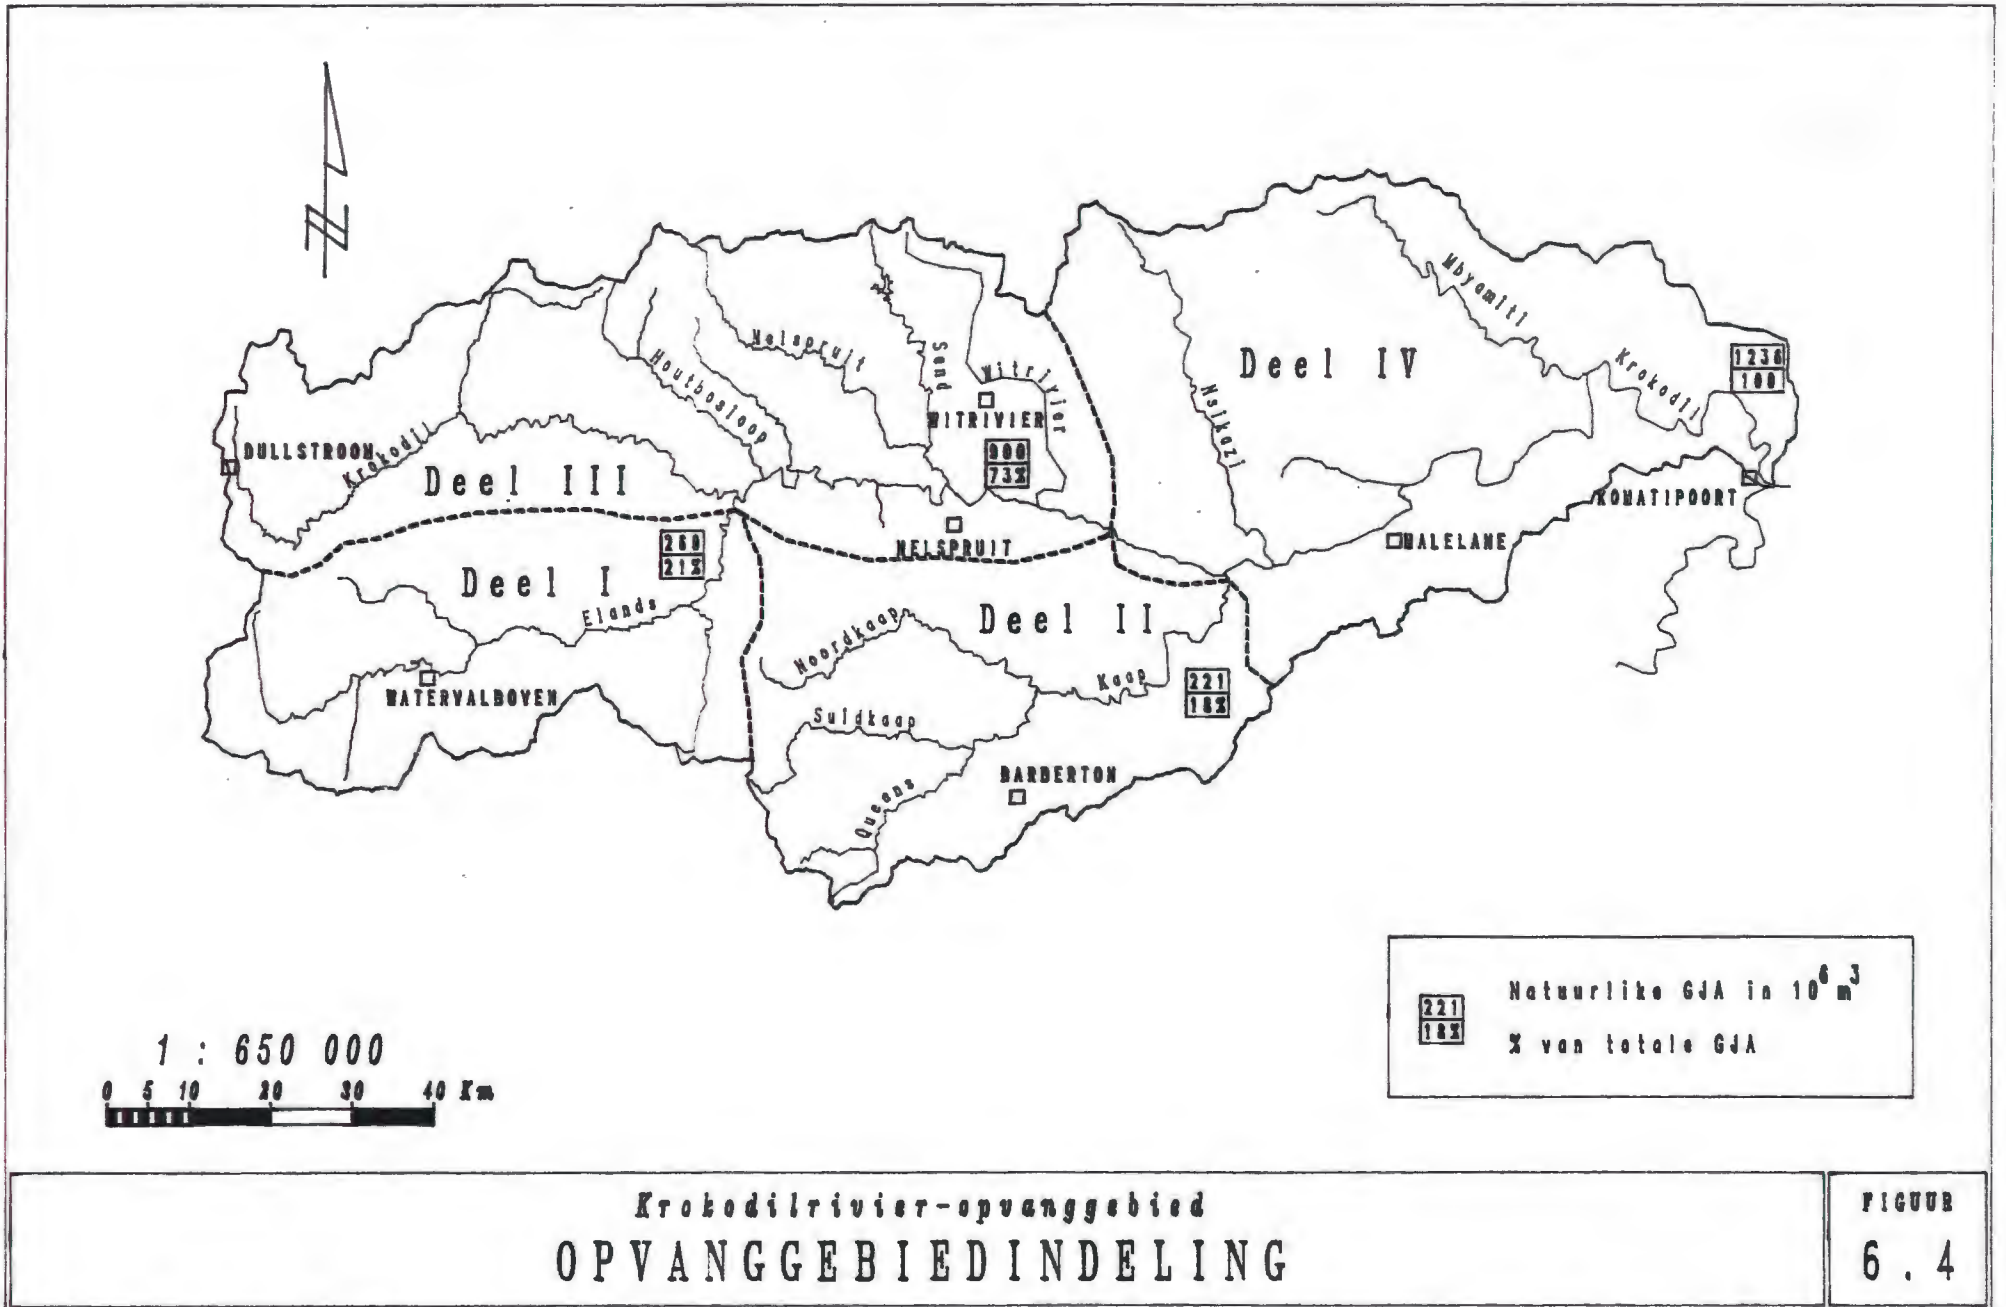 Mbyamiti
Krokodil
1236
100
Deel IV
Nelspruit
Sand
Witrivier
WITRIVIER
900
73%
Houtbosloop
Nsikazi
DULLSTROOM
Krokodil
Deel III
KOMATIPOORT
NELSPRUIT
MALELANE
260
21%
Deel I
Elands
Deel II
Noordkaap
Kaap
221
18%
WATERVALBOVEN
Suidkaap
BARBERTON
Queens
221
18%
Natuurlike GJA in 10⁶ m³
% van totale GJA
1 : 650 000
0 5 10 20 30 40 Km
Krokodilrivier-opvanggebied
OPVANGGEBIEDINDELING
FIGUUR
6.4